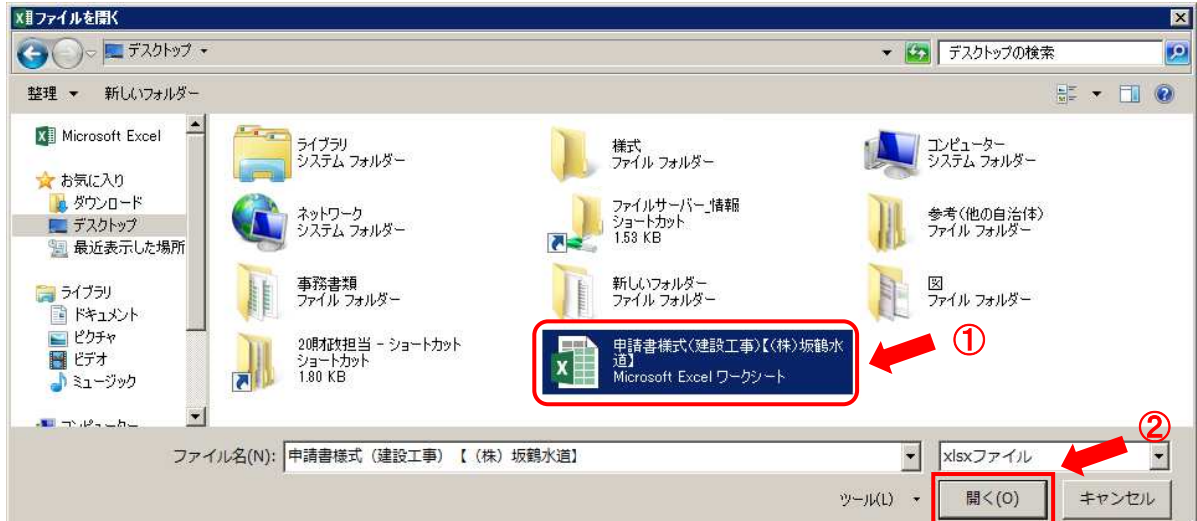 ファイルを開く
デスクトップ
デスクトップの検索
整理 新しいフォルダー
Microsoft Excel
お気に入り
ダウンロード
デスクトップ
最近表示した場所
ライブラリ
ドキュメント
ピクチャ
ビデオ
ミュージック
ライブラリ
システム フォルダー
様式
ファイル フォルダー
コンピューター
システム フォルダー
ネットワーク
システム フォルダー
ファイルサーバー_情報
ショートカット
1.53 KB
参考(他の自治体)
ファイル フォルダー
事務書類
ファイル フォルダー
新しいフォルダー
ファイル フォルダー
図
ファイル フォルダー
20財政担当 - ショートカット
ショートカット
1.80 KB
申請書様式(建設工事)【(株)坂鶴水
道】
Microsoft Excel ワークシート
①
②
ファイル名(N): 申請書様式（建設工事）【（株）坂鶴水道】
xlsxファイル
ツール(L) 開く(O) キャンセル